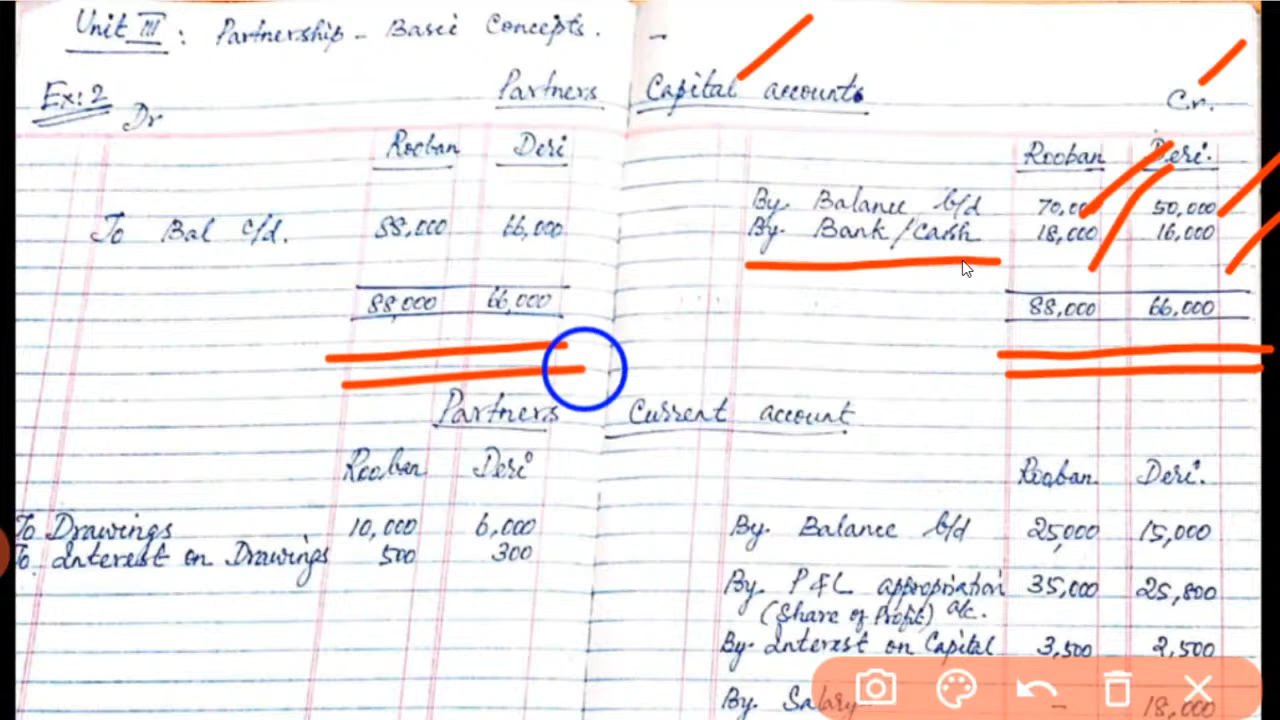 Unit III : Partnership - Basic Concepts. -
Ex: 2
Partners Capital accounts
Dr Cr.
Rooban Deri Rooban Deri.
By Balance b/d 70,000 50,000
To Bal c/d. 88,000 66,000 By Bank/Cash 18,000 16,000
88,000 66,000 88,000 66,000
Partners Current account
Rooban Deri Rooban Deri.
To Drawings 10,000 6,000 By Balance b/d 25,000 15,000
To Interest on Drawings 500 300
By P & L appropriation 35,000 25,800
(Share of Profit) a/c.
By Interest on Capital 3,500 2,500
By Salary - 18,000